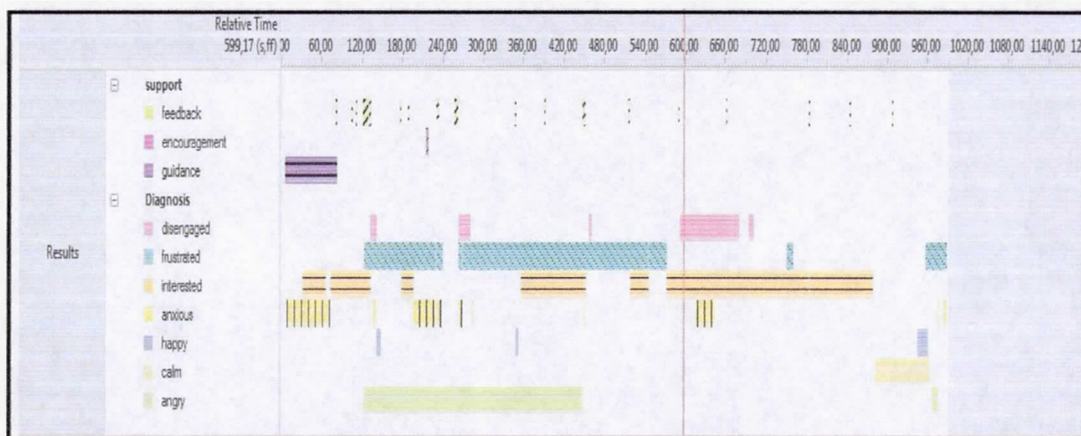 Relative Time
599,17 (s,ff) 00 60,00 120,00 180,00 240,00 300,00 360,00 420,00 480,00 540,00 600,00 660,00 720,00 780,00 840,00 900,00 960,00 1020,00 1080,00 1140,00
support
feedback
encouragement
guidance
Diagnosis
disengaged
Results
frustrated
interested
anxious
happy
calm
angry